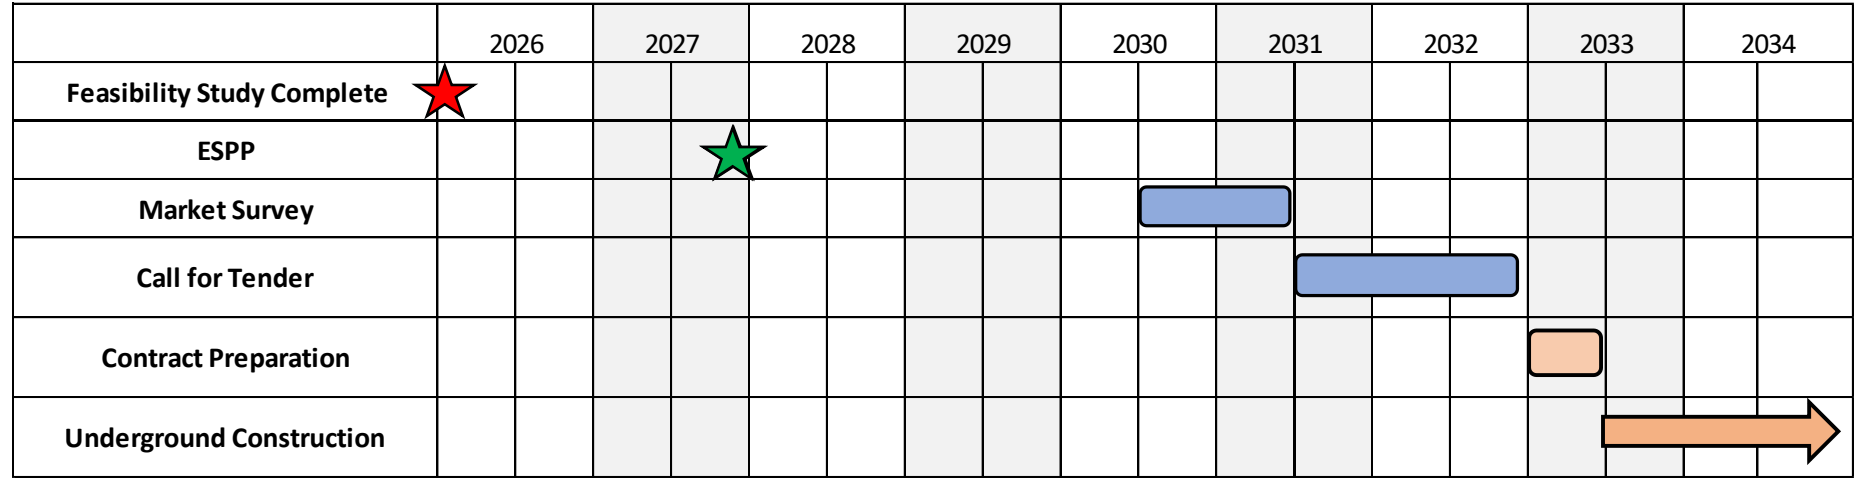 2026 2027 2028 2029 2030 2031 2032 2033 2034
Feasibility Study Complete
ESPP
Market Survey
Call for Tender
Contract Preparation
Underground Construction